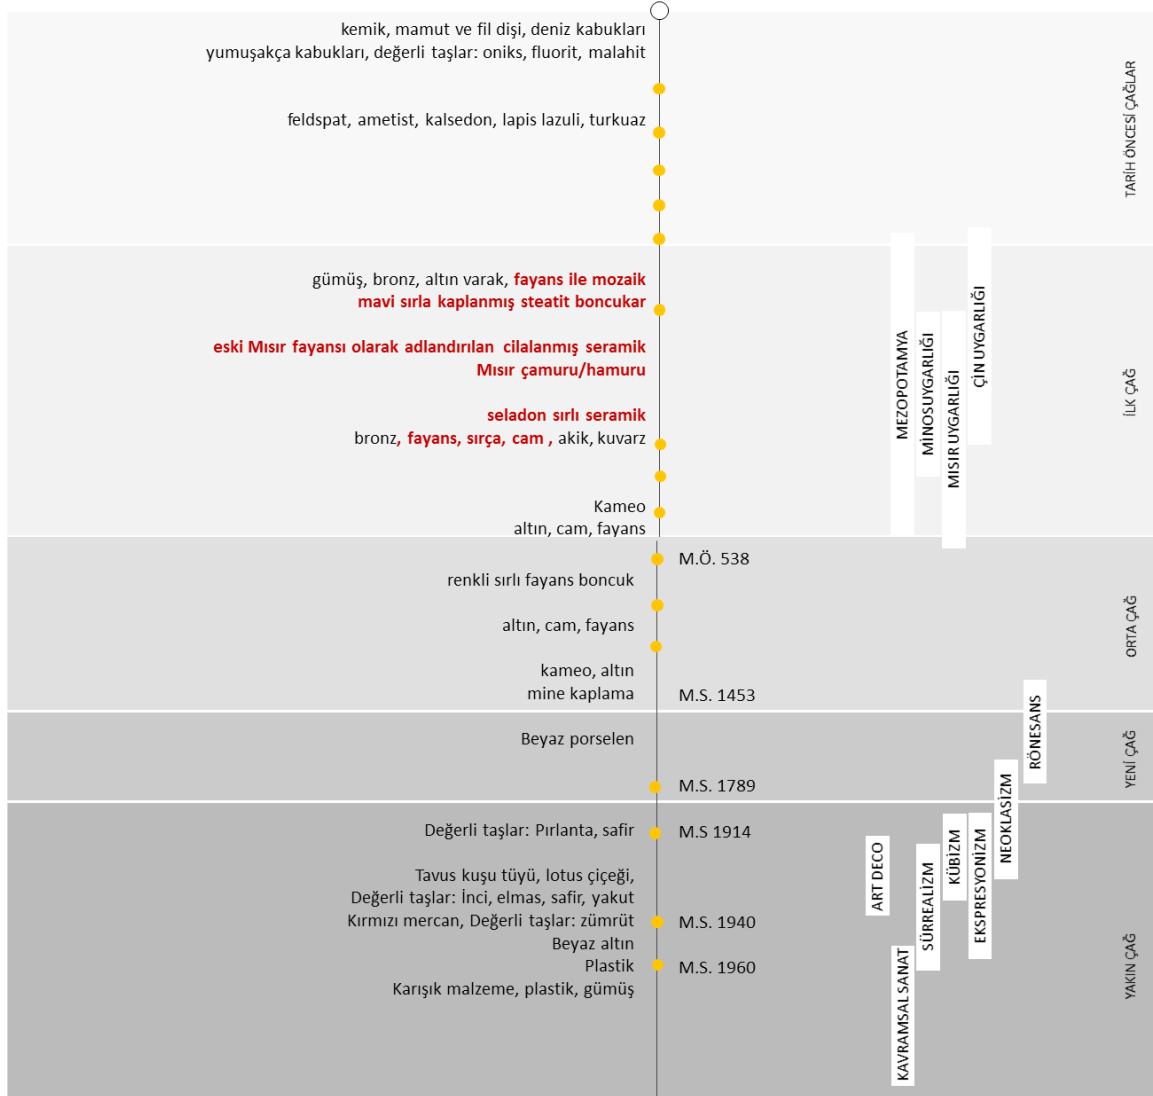 kemik, mamut ve fil dişi, deniz kabukları
yumuşakça kabukları, değerli taşlar: oniks, fluorit, malahit
feldspat, ametist, kalsedon, lapis lazuli, turkuaz
TARİH ÖNCESİ ÇAĞLAR
gümüş, bronz, altın varak, fayans ile mozaik
mavi sırla kaplanmış steatit boncukar
eski Mısır fayansı olarak adlandırılan cilalanmış seramik
Mısır çamuru/hamuru
seladon sırlı seramik
bronz, fayans, sırça, cam , akik, kuvarz
Kameo
altın, cam, fayans
MEZOPOTAMYA
MİNOSUYGARLIĞI
MISIR UYGARLIĞI
ÇİN UYGARLIĞI
İLK ÇAĞ
M.Ö. 538
renkli sırlı fayans boncuk
altın, cam, fayans
kameo, altın
mine kaplama
M.S. 1453
ORTA ÇAĞ
Beyaz porselen
M.S. 1789
RÖNESANS
YENİ ÇAĞ
Değerli taşlar: Pırlanta, safir
M.S 1914
Tavus kuşu tüyü, lotus çiçeği,
Değerli taşlar: İnci, elmas, safir, yakut
Kırmızı mercan, Değerli taşlar: zümrüt
M.S. 1940
Beyaz altın
Plastik
M.S. 1960
Karışık malzeme, plastik, gümüş
ART DECO
KAVRAMSAL SANAT
SÜRREALİZM
KÜBİZM
EKSPRESYONİZM
NEOKLASİZM
YAKIN ÇAĞ